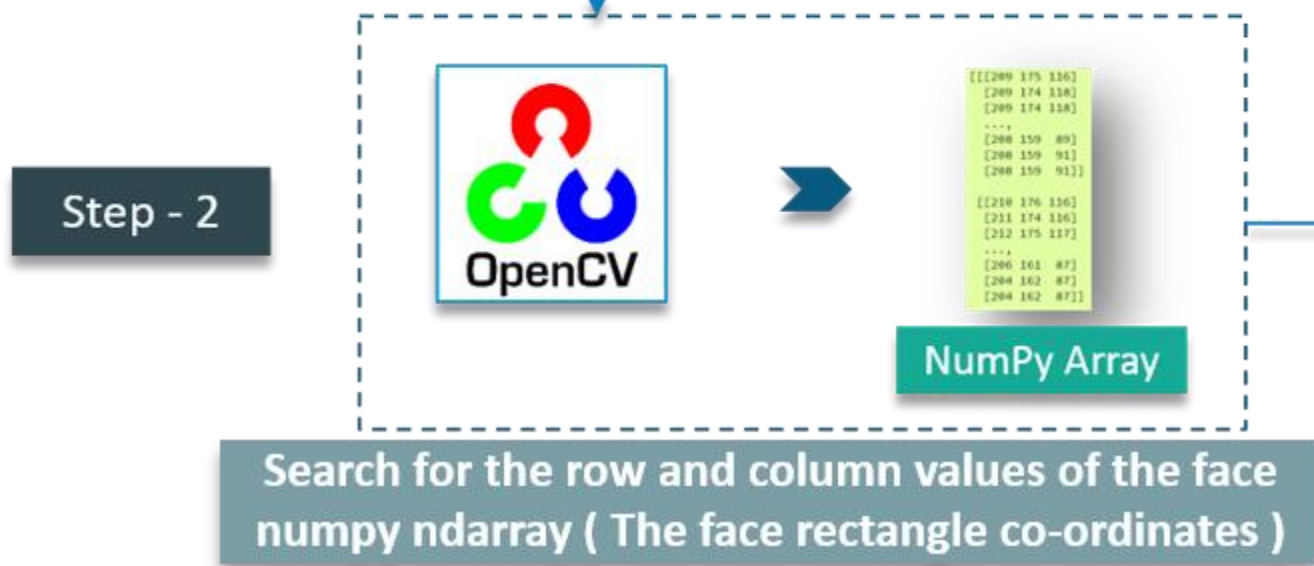 Step - 2
OpenCV
[[[209 175 116]
[209 174 118]
[209 174 118]
...,
[208 159 89]
[208 159 91]
[208 159 91]]
[[210 176 116]
[211 174 116]
[212 175 117]
...,
[206 161 87]
[204 162 87]
[204 162 87]]
NumPy Array
Search for the row and column values of the face
numpy ndarray ( The face rectangle co-ordinates )